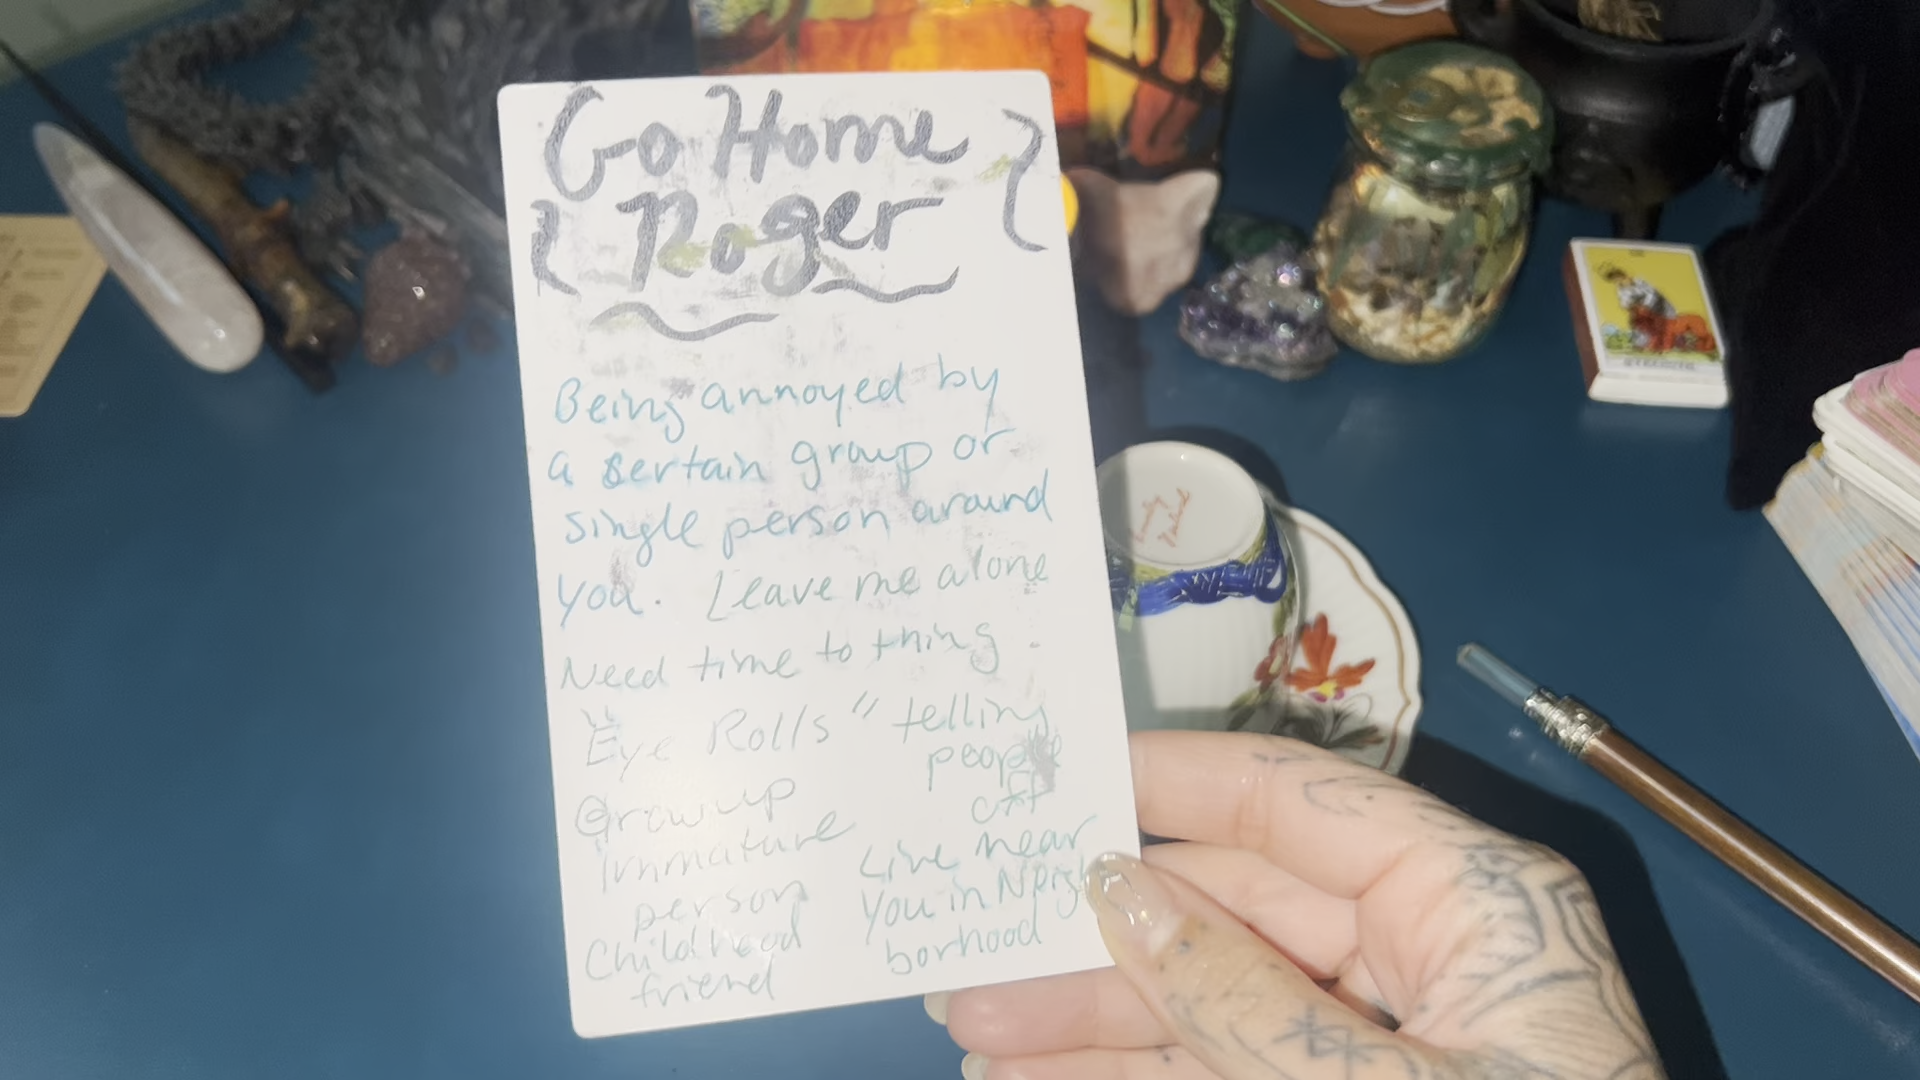 Go Home
Roger
Being annoyed by
a sertain group or
single person around
you. Leave me alone
Need time to thing.
"Eye Rolls" telling
people
off
Grow up
immature
person
Childhood
friend
Live near
you in Neigh
borhood